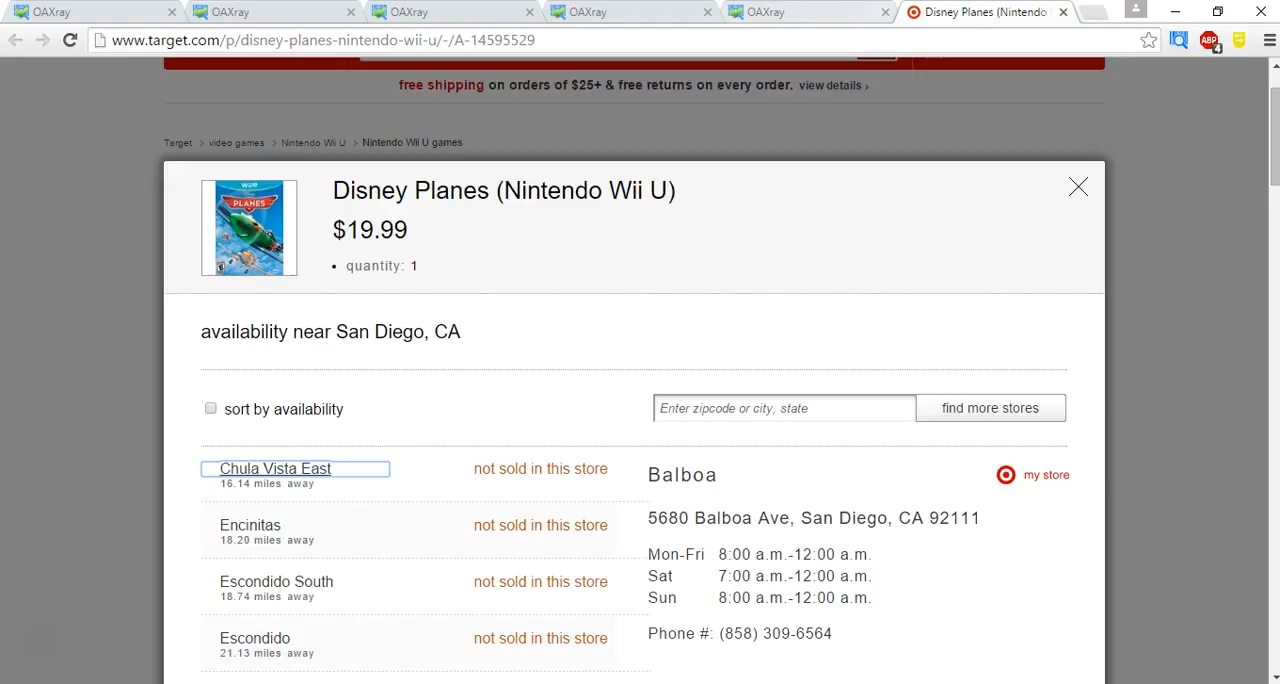 OAXray
OAXray
OAXray
OAXray
OAXray
Disney Planes (Nintendo
www.target.com/p/disney-planes-nintendo-wii-u/-/A-14595529
ABP
4
free shipping on orders of $25+ & free returns on every order. view details ›
Target > video games > Nintendo Wii U > Nintendo Wii U games
Wii U
PLANES
Disney Planes (Nintendo Wii U)
$19.99
• quantity: 1
availability near San Diego, CA
sort by availability
Enter zipcode or city, state
find more stores
Chula Vista East
not sold in this store
16.14 miles away
Encinitas
not sold in this store
18.20 miles away
Escondido South
not sold in this store
18.74 miles away
Escondido
not sold in this store
21.13 miles away
Balboa
my store
5680 Balboa Ave, San Diego, CA 92111
Mon-Fri 8:00 a.m.-12:00 a.m.
Sat 7:00 a.m.-12:00 a.m.
Sun 8:00 a.m.-12:00 a.m.
Phone #: (858) 309-6564